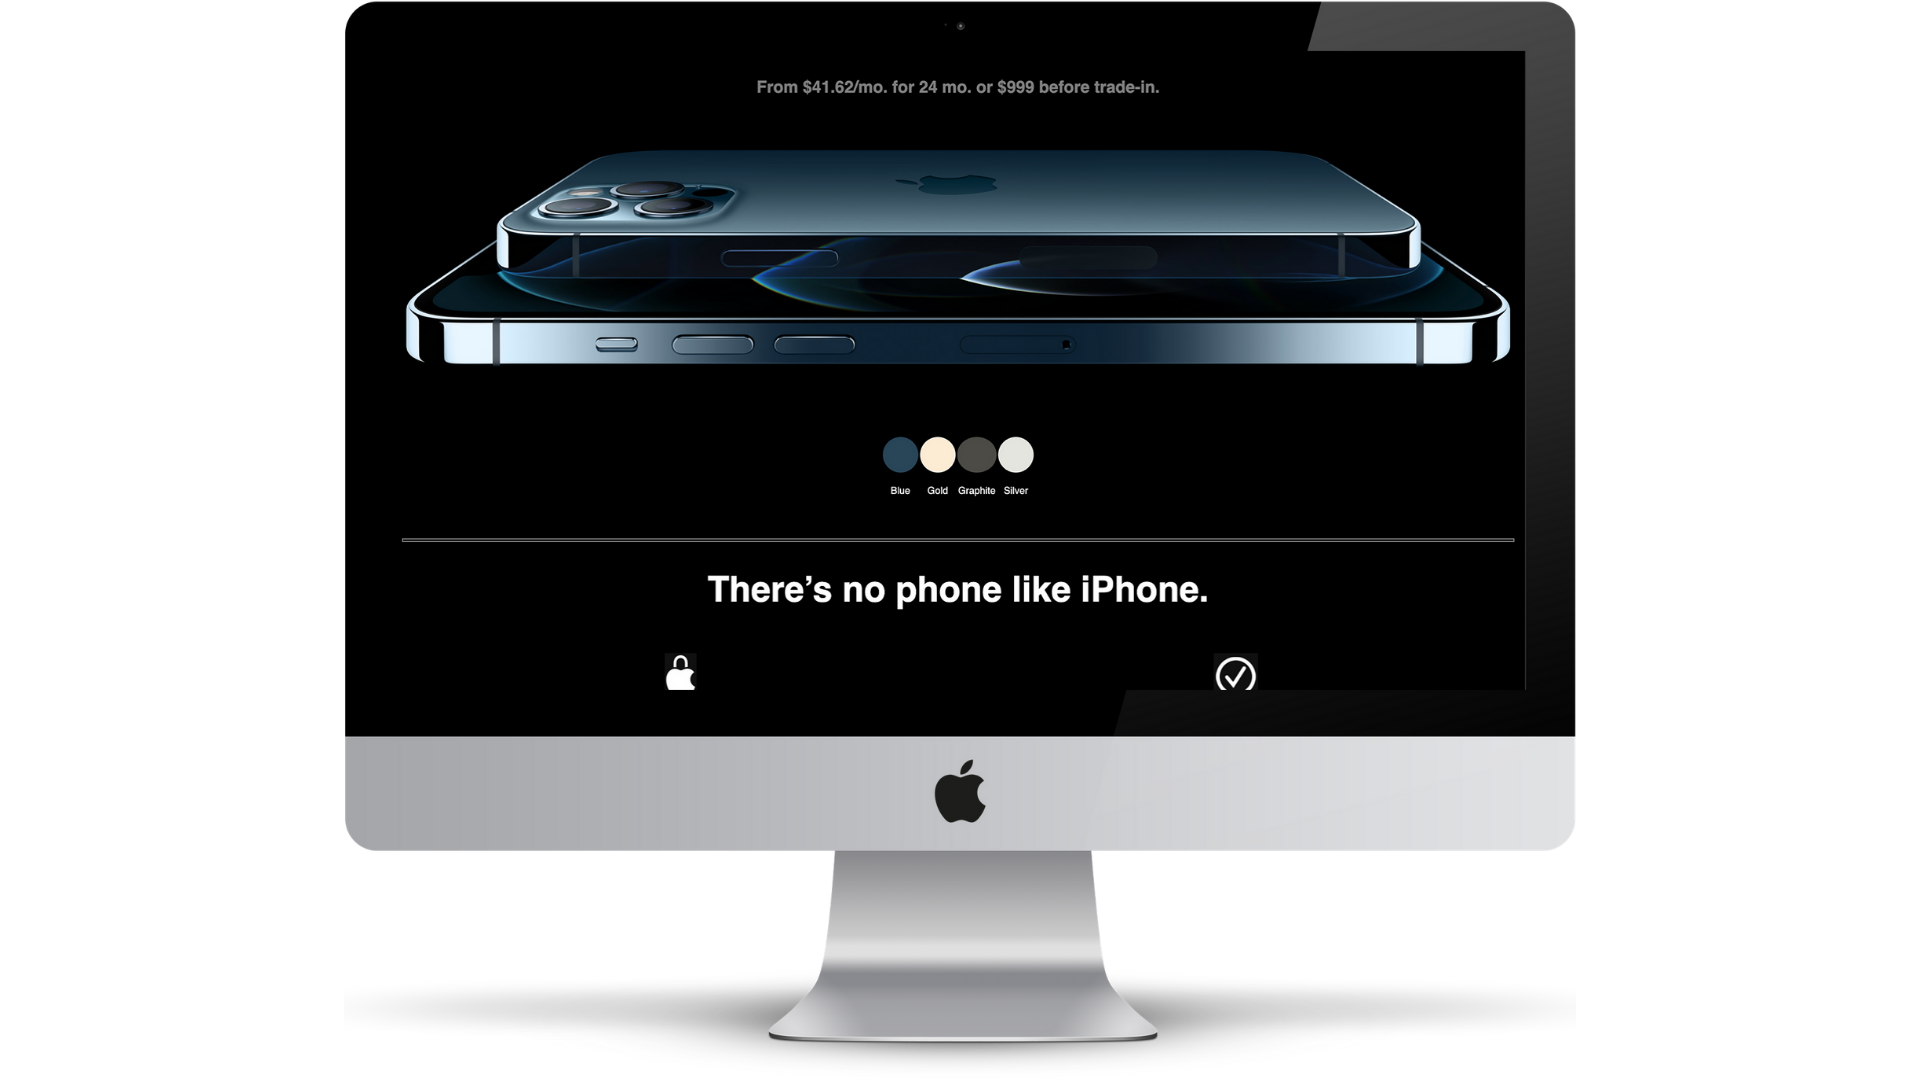 From $41.62/mo. for 24 mo. or $999 before trade-in.
Blue Gold Graphite Silver
There’s no phone like iPhone.